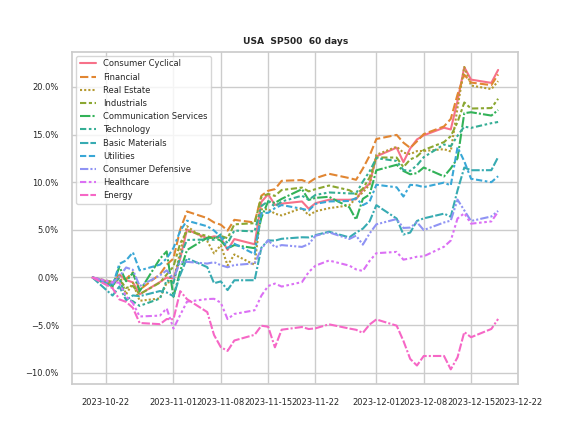 USA SP500 60 days
Consumer Cyclical
Financial
Real Estate
Industrials
Communication Services
Technology
Basic Materials
Utilities
Consumer Defensive
Healthcare
Energy
20.0%
15.0%
10.0%
5.0%
0.0%
−5.0%
−10.0%
2023-10-22 2023-11-01 2023-11-08 2023-11-15 2023-11-22 2023-12-01 2023-12-08 2023-12-15 2023-12-22